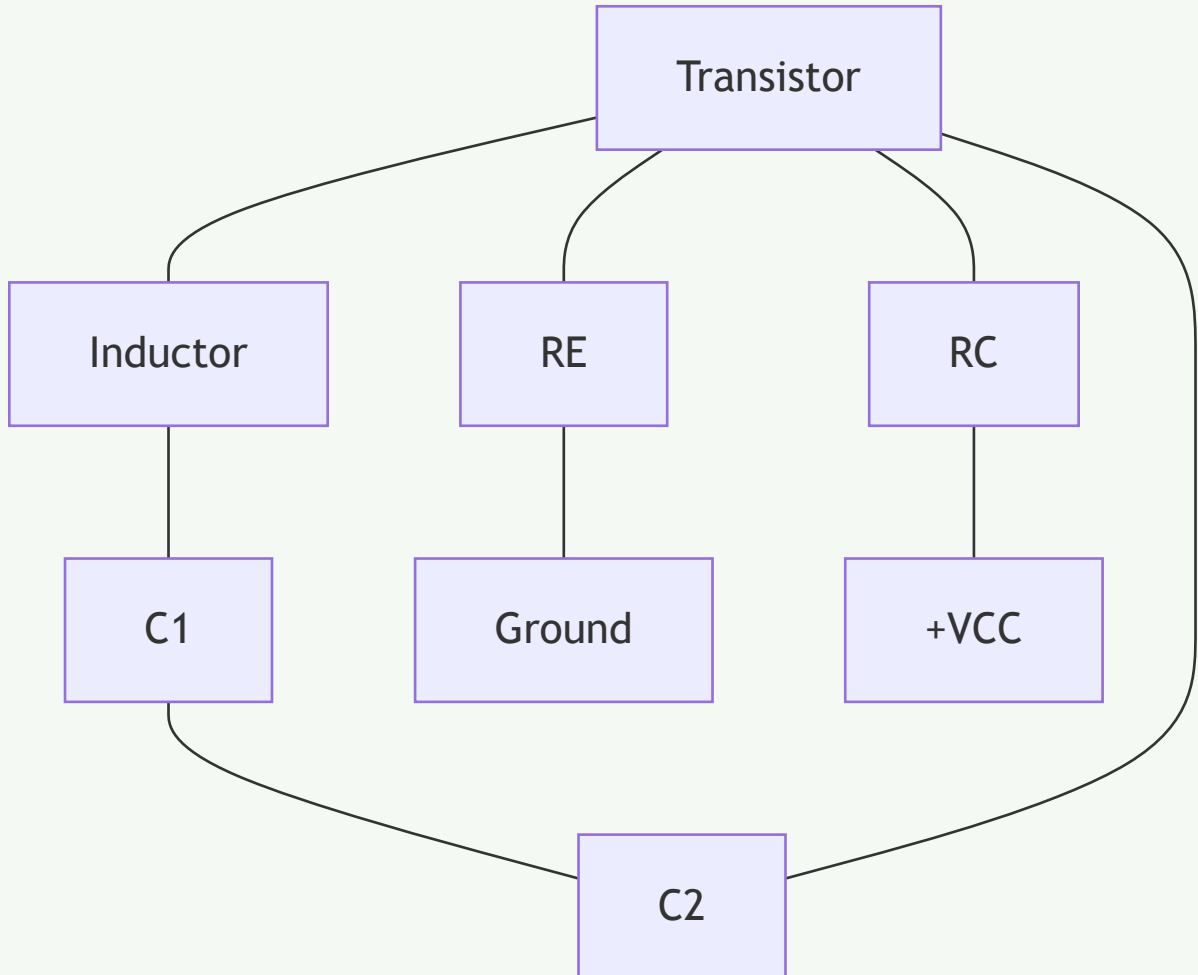 Transistor
Inductor
RE
RC
C1
Ground
+VCC
C2